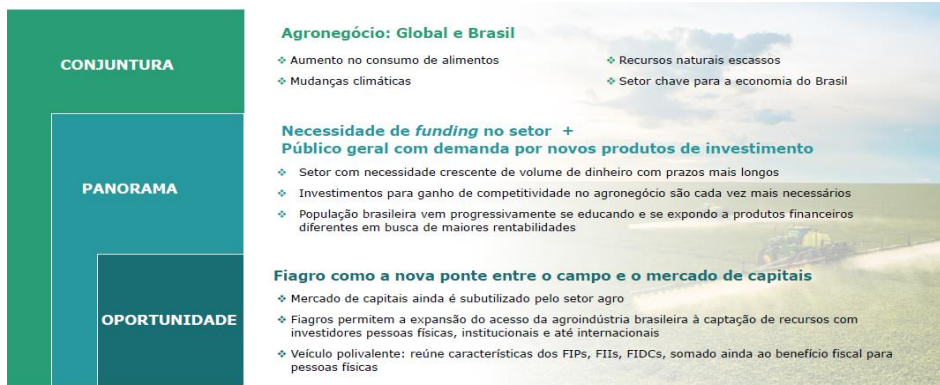 CONJUNTURA
Agronegócio: Global e Brasil
❖ Aumento no consumo de alimentos
❖ Mudanças climáticas
❖ Recursos naturais escassos
❖ Setor chave para a economia do Brasil
PANORAMA
Necessidade de funding no setor +
Público geral com demanda por novos produtos de investimento
❖ Setor com necessidade crescente de volume de dinheiro com prazos mais longos
❖ Investimentos para ganho de competitividade no agronegócio são cada vez mais necessários
❖ População brasileira vem progressivamente se educando e se expondo a produtos financeiros
diferentes em busca de maiores rentabilidades
OPORTUNIDADE
Fiagro como a nova ponte entre o campo e o mercado de capitais
❖ Mercado de capitais ainda é subutilizado pelo setor agro
❖ Fiagros permitem a expansão do acesso da agroindústria brasileira à captação de recursos com
investidores pessoas físicas, institucionais e até internacionais
❖ Veículo polivalente: reúne características dos FIPs, FIIs, FIDCs, somado ainda ao benefício fiscal para
pessoas físicas